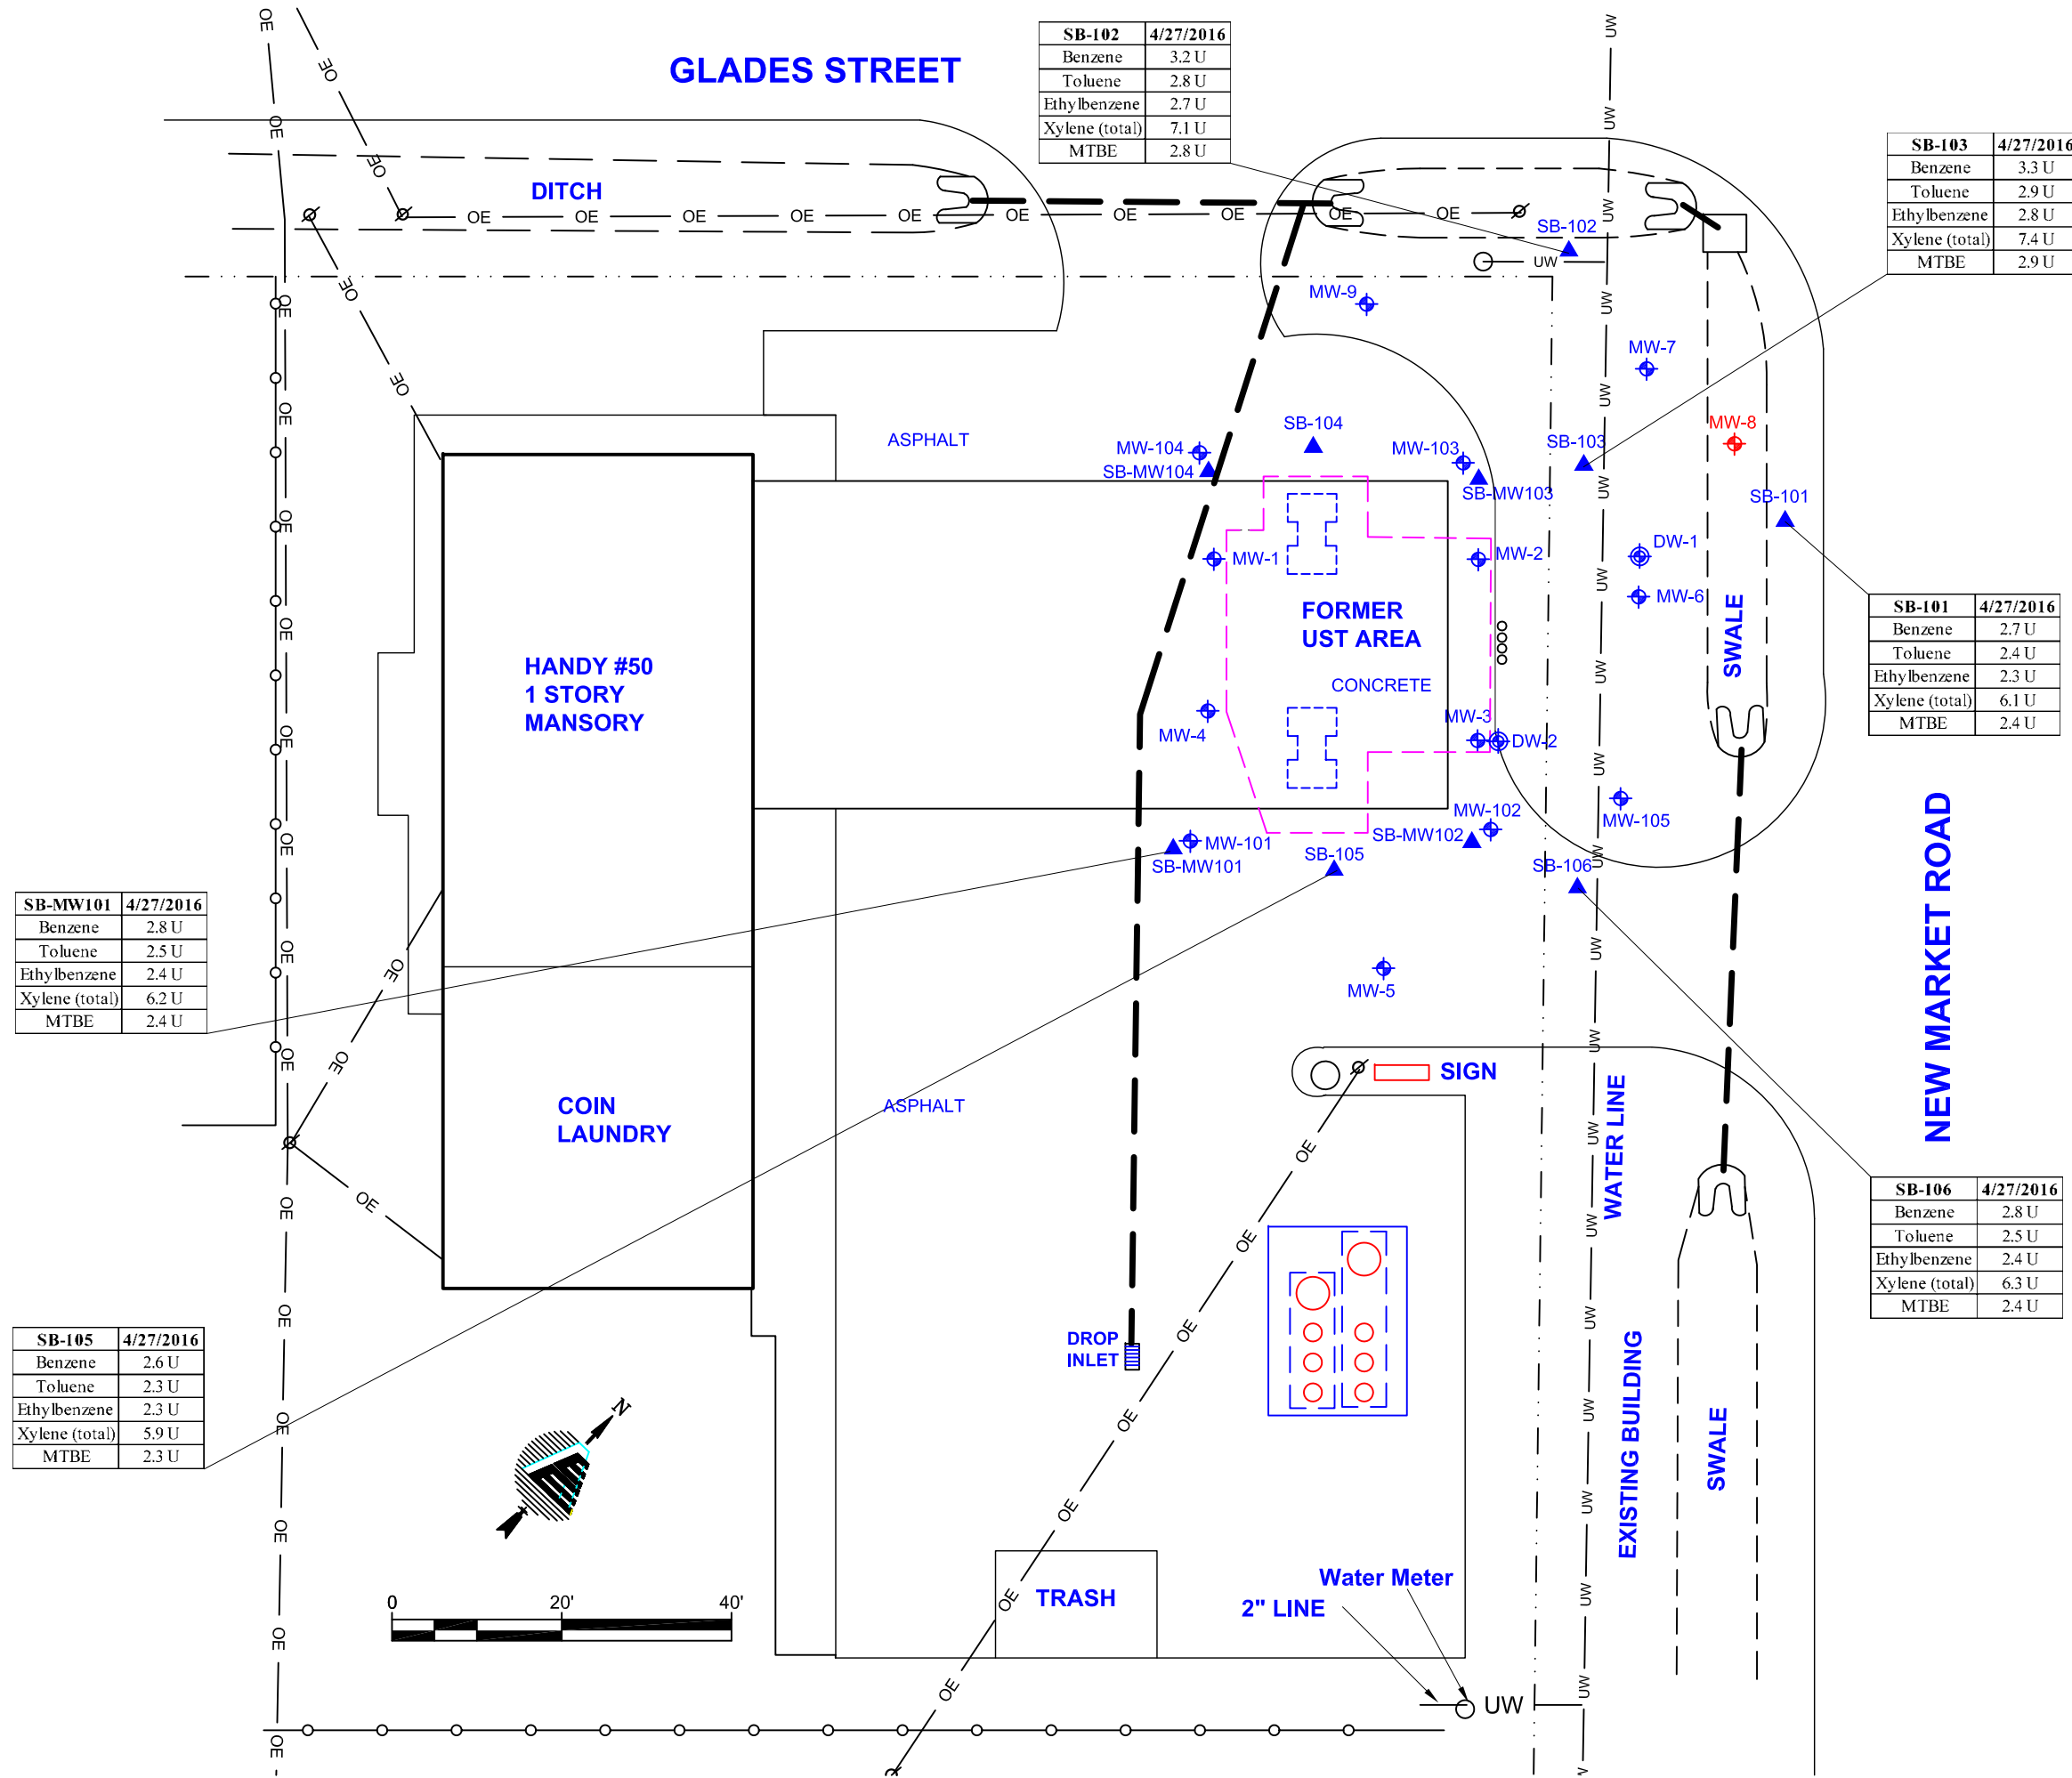 GLADES STREET
SB-102 4/27/2016
Benzene 3.2 U
Toluene 2.8 U
Ethylbenzene 2.7 U
Xylene (total) 7.1 U
MTBE 2.8 U
SB-103 4/27/2016
Benzene 3.3 U
Toluene 2.9 U
Ethylbenzene 2.8 U
Xylene (total) 7.4 U
MTBE 2.9 U
DITCH
OE OE OE OE OE OE OE OE OE OE
SB-102
UW
MW-9
MW-7
MW-8
ASPHALT
SB-104
MW-104
SB-MW104
MW-103
SB-MW103
SB-103
SB-101
MW-1
MW-2
DW-1
MW-6
SWALE
FORMER
UST AREA
CONCRETE
HANDY #50
1 STORY
MANSORY
SB-101 4/27/2016
Benzene 2.7 U
Toluene 2.4 U
Ethylbenzene 2.3 U
Xylene (total) 6.1 U
MTBE 2.4 U
MW-4
MW-3
DW-2
MW-102
SB-MW102
MW-105
MW-101
SB-MW101
SB-105
SB-106
NEW MARKET ROAD
SB-MW101 4/27/2016
Benzene 2.8 U
Toluene 2.5 U
Ethylbenzene 2.4 U
Xylene (total) 6.2 U
MTBE 2.4 U
MW-5
SIGN
ASPHALT
COIN
LAUNDRY
WATER LINE
SB-106 4/27/2016
Benzene 2.8 U
Toluene 2.5 U
Ethylbenzene 2.4 U
Xylene (total) 6.3 U
MTBE 2.4 U
SB-105 4/27/2016
Benzene 2.6 U
Toluene 2.3 U
Ethylbenzene 2.3 U
Xylene (total) 5.9 U
MTBE 2.3 U
DROP
INLET
EXISTING BUILDING
SWALE
N
0 20' 40'
TRASH
Water Meter
2" LINE
UW